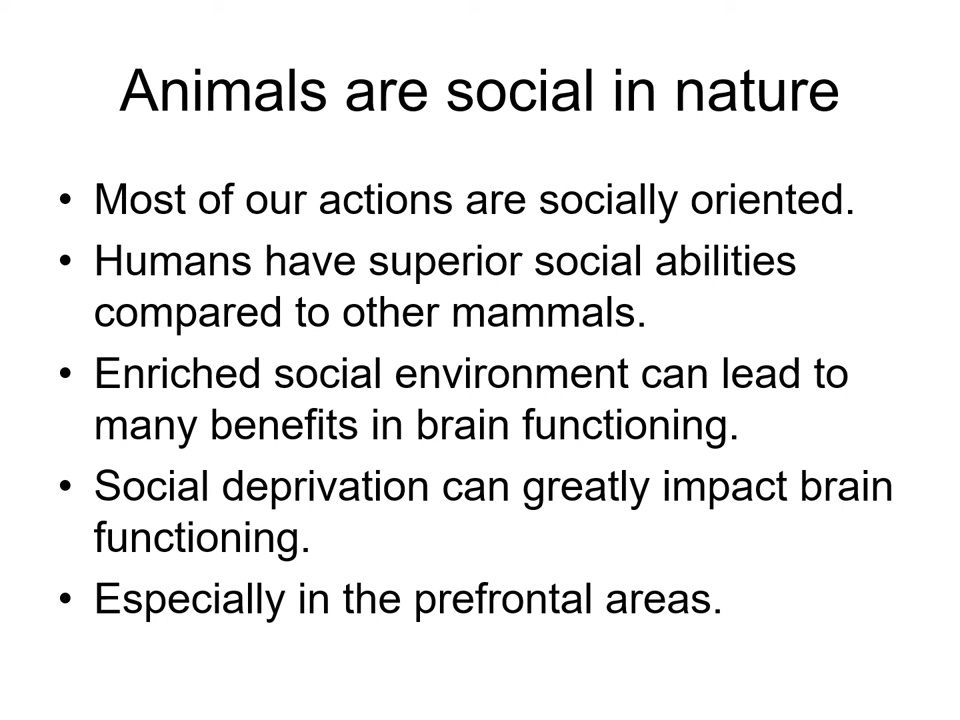 Animals are social in nature
• Most of our actions are socially oriented.
• Humans have superior social abilities
compared to other mammals.
• Enriched social environment can lead to
many benefits in brain functioning.
• Social deprivation can greatly impact brain
functioning.
• Especially in the prefrontal areas.